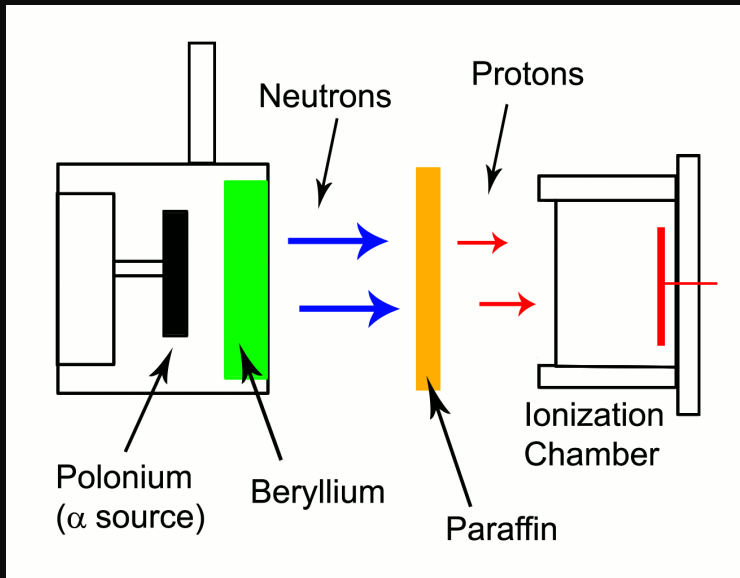 Neutrons
Protons
Polonium
(α source)
Beryllium
Paraffin
Ionization
Chamber